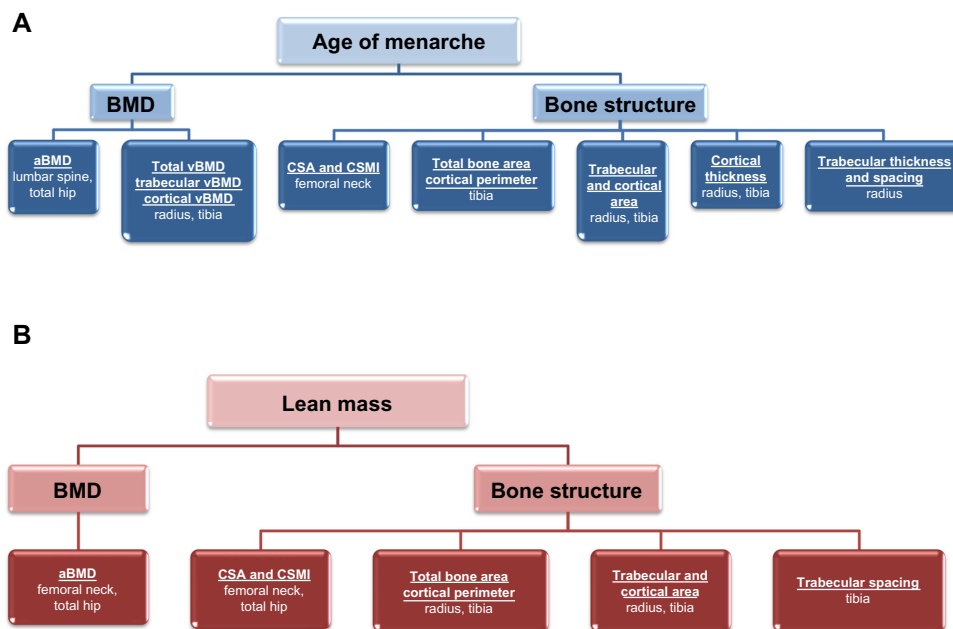 A
Age of menarche
BMD
Bone structure
aBMD
lumbar spine,
total hip
Total vBMD
trabecular vBMD
cortical vBMD
radius, tibia
CSA and CSMI
femoral neck
Total bone area
cortical perimeter
tibia
Trabecular
and cortical
area
radius, tibia
Cortical
thickness
radius, tibia
Trabecular thickness
and spacing
radius
B
Lean mass
BMD
Bone structure
aBMD
femoral neck,
total hip
CSA and CSMI
femoral neck,
total hip
Total bone area
cortical perimeter
radius, tibia
Trabecular and
cortical area
radius, tibia
Trabecular spacing
tibia